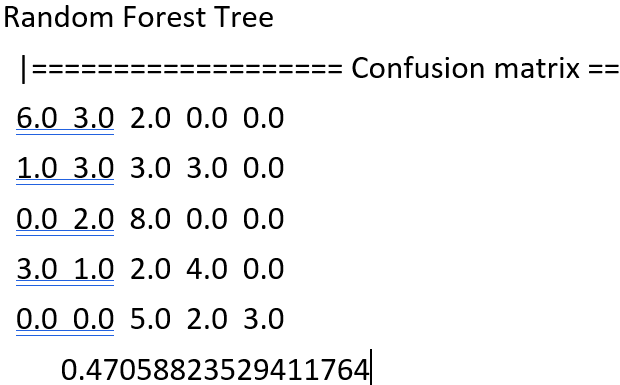 Random Forest Tree
|=================== Confusion matrix ==
6.0 3.0 2.0 0.0 0.0
1.0 3.0 3.0 3.0 0.0
0.0 2.0 8.0 0.0 0.0
3.0 1.0 2.0 4.0 0.0
0.0 0.0 5.0 2.0 3.0
0.47058823529411764